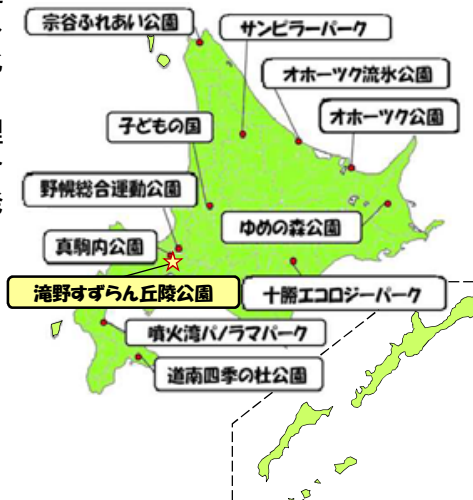 宗谷ふれあい公園
サンピラーパーク
オホーツク流氷公園
オホーツク公園
子どもの国
野幌総合運動公園
ゆめの森公園
真駒内公園
滝野すずらん丘陵公園
十勝エコロジーパーク
噴火湾パノラマパーク
道南四季の杜公園